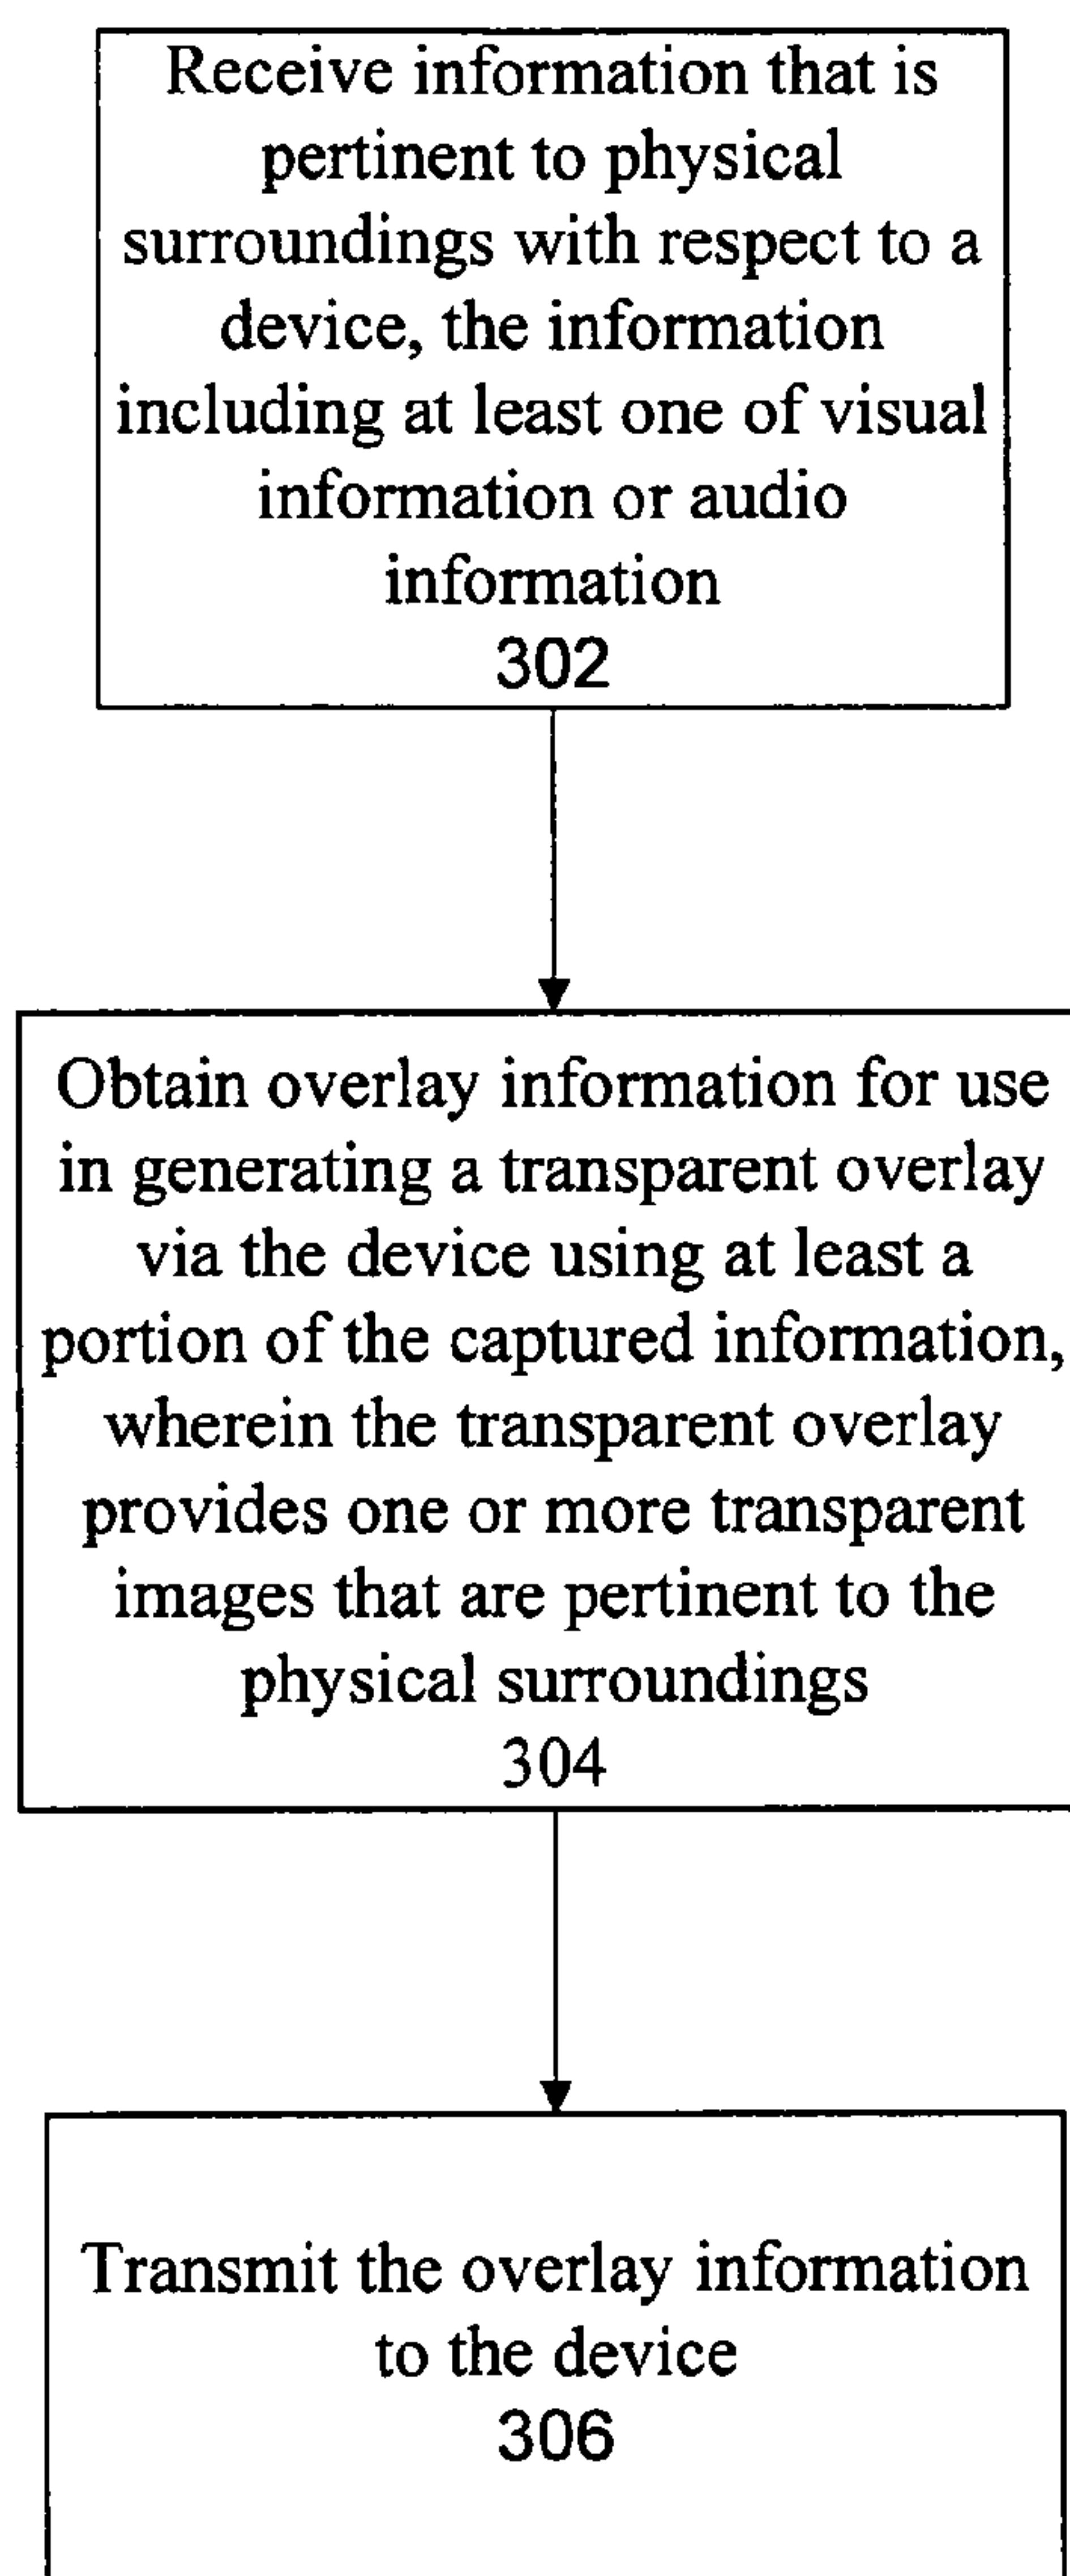 Receive information that is
pertinent to physical
surroundings with respect to a
device, the information
including at least one of visual
information or audio
information
302
Obtain overlay information for use
in generating a transparent overlay
via the device using at least a
portion of the captured information,
wherein the transparent overlay
provides one or more transparent
images that are pertinent to the
physical surroundings
304
Transmit the overlay information
to the device
306